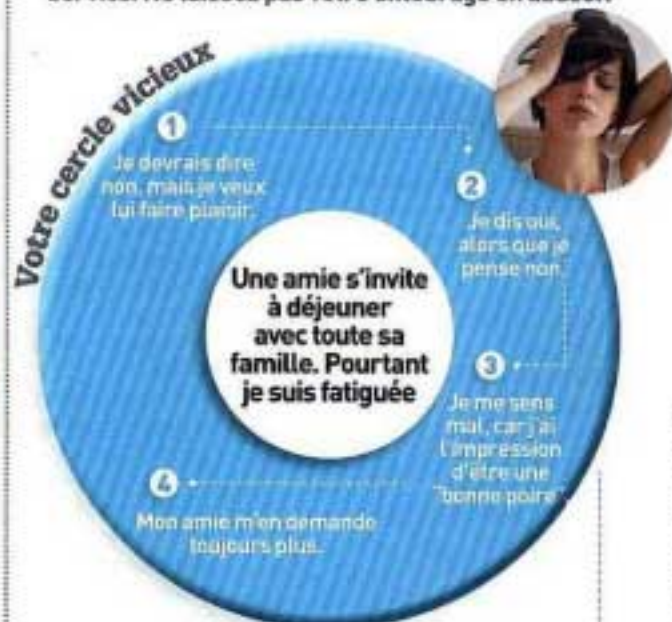 Votre cercle vicieux
1
Je devrais dire
non, mais je veux
lui faire plaisir.
2
Je dis oui,
alors que je
pense non.
Une amie s'invite
à déjeuner
avec toute sa
famille. Pourtant
je suis fatiguée
3
Je me sens
mal, car j'ai
l'impression
d'être une
"bonne poire"
4
Mon amie m'en demande
toujours plus.